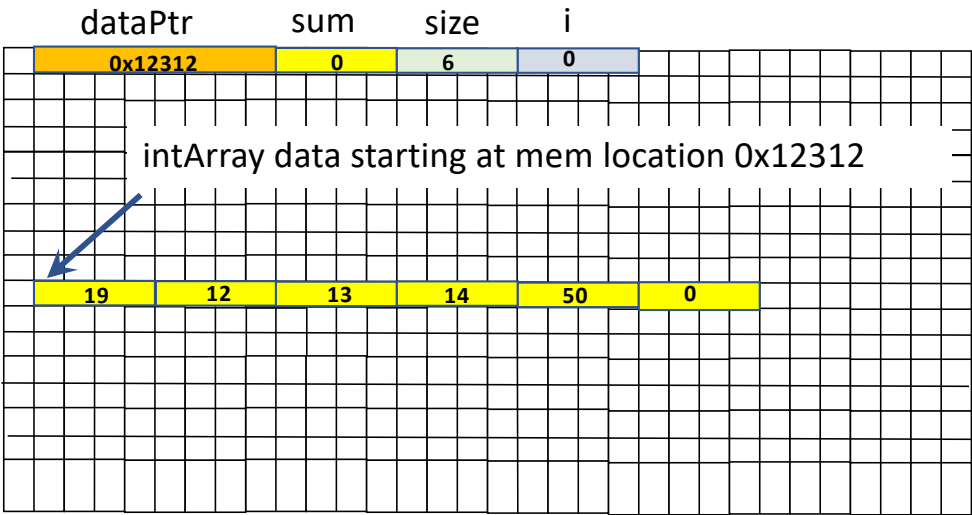 dataPtr sum size i
0x12312 0 6 0
intArray data starting at mem location 0x12312
19 12 13 14 50 0